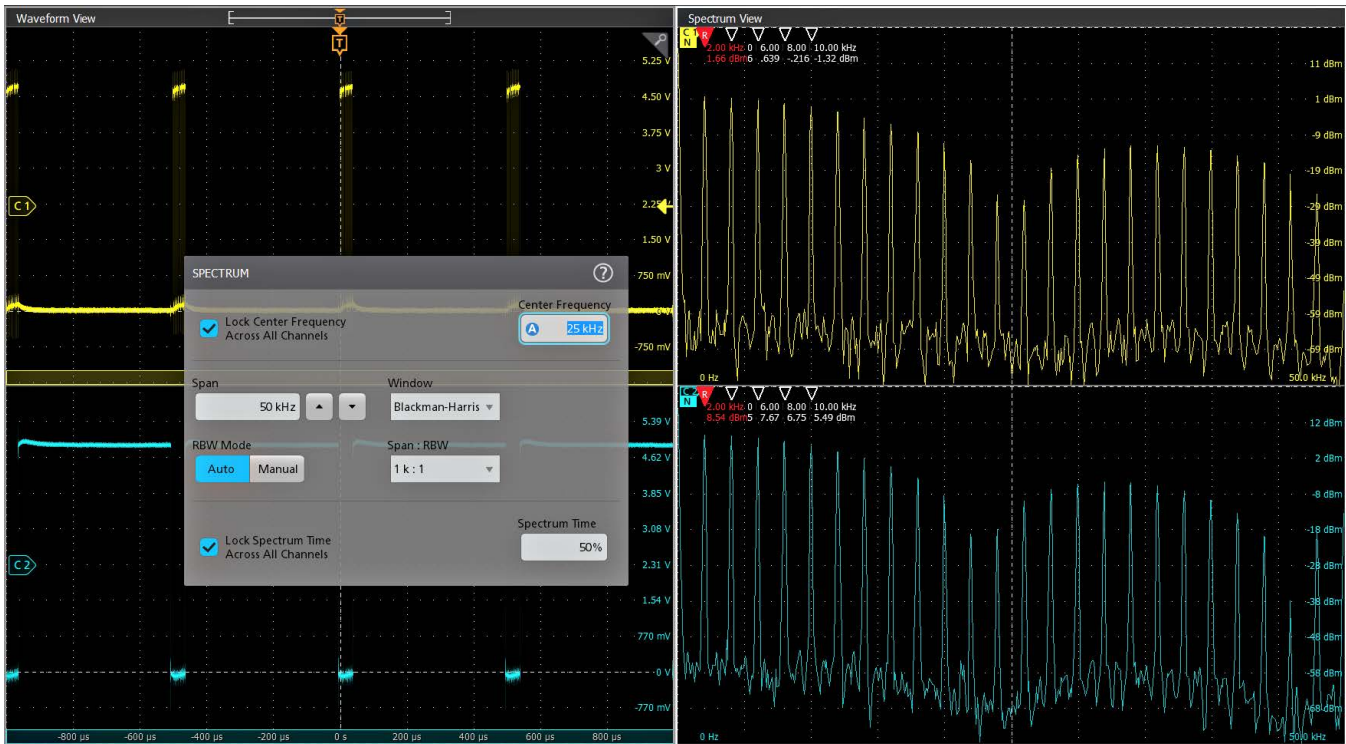 Waveform View
T
T
5.25 V
4.50 V
3.75 V
3 V
C1
2.25
1.50 V
750 mV
-750 mV
5.39 V
4.62 V
3.85 V
3.08 V
C2
2.31 V
1.54 V
770 mV
0 V
-770 mV
-800 µs -600 µs -400 µs -200 µs 0 s 200 µs 400 µs 600 µs 800 µs
SPECTRUM
?
Center Frequency
Lock Center Frequency
Across All Channels
A 25 kHz
Span
Window
50 kHz
Blackman-Harris
RBW Mode
Span : RBW
Auto Manual
1 k : 1
Spectrum Time
Lock Spectrum Time
Across All Channels
50%
Spectrum View
C1 R
N
2.00 kHz 0 6.00 8.00 10.00 kHz
1.66 dBm 6 .639 -.216 -1.32 dBm
11 dBm
1 dBm
-9 dBm
-19 dBm
-29 dBm
-39 dBm
-49 dBm
-59 dBm
-69 dBm
0 Hz 50.0 kHz
C2 R
N
2.00 kHz 0 6.00 8.00 10.00 kHz
8.54 dBm 5 7.67 6.75 5.49 dBm
12 dBm
2 dBm
-8 dBm
-18 dBm
-28 dBm
-38 dBm
-48 dBm
-58 dBm
-68 dBm
0 Hz 50.0 kHz